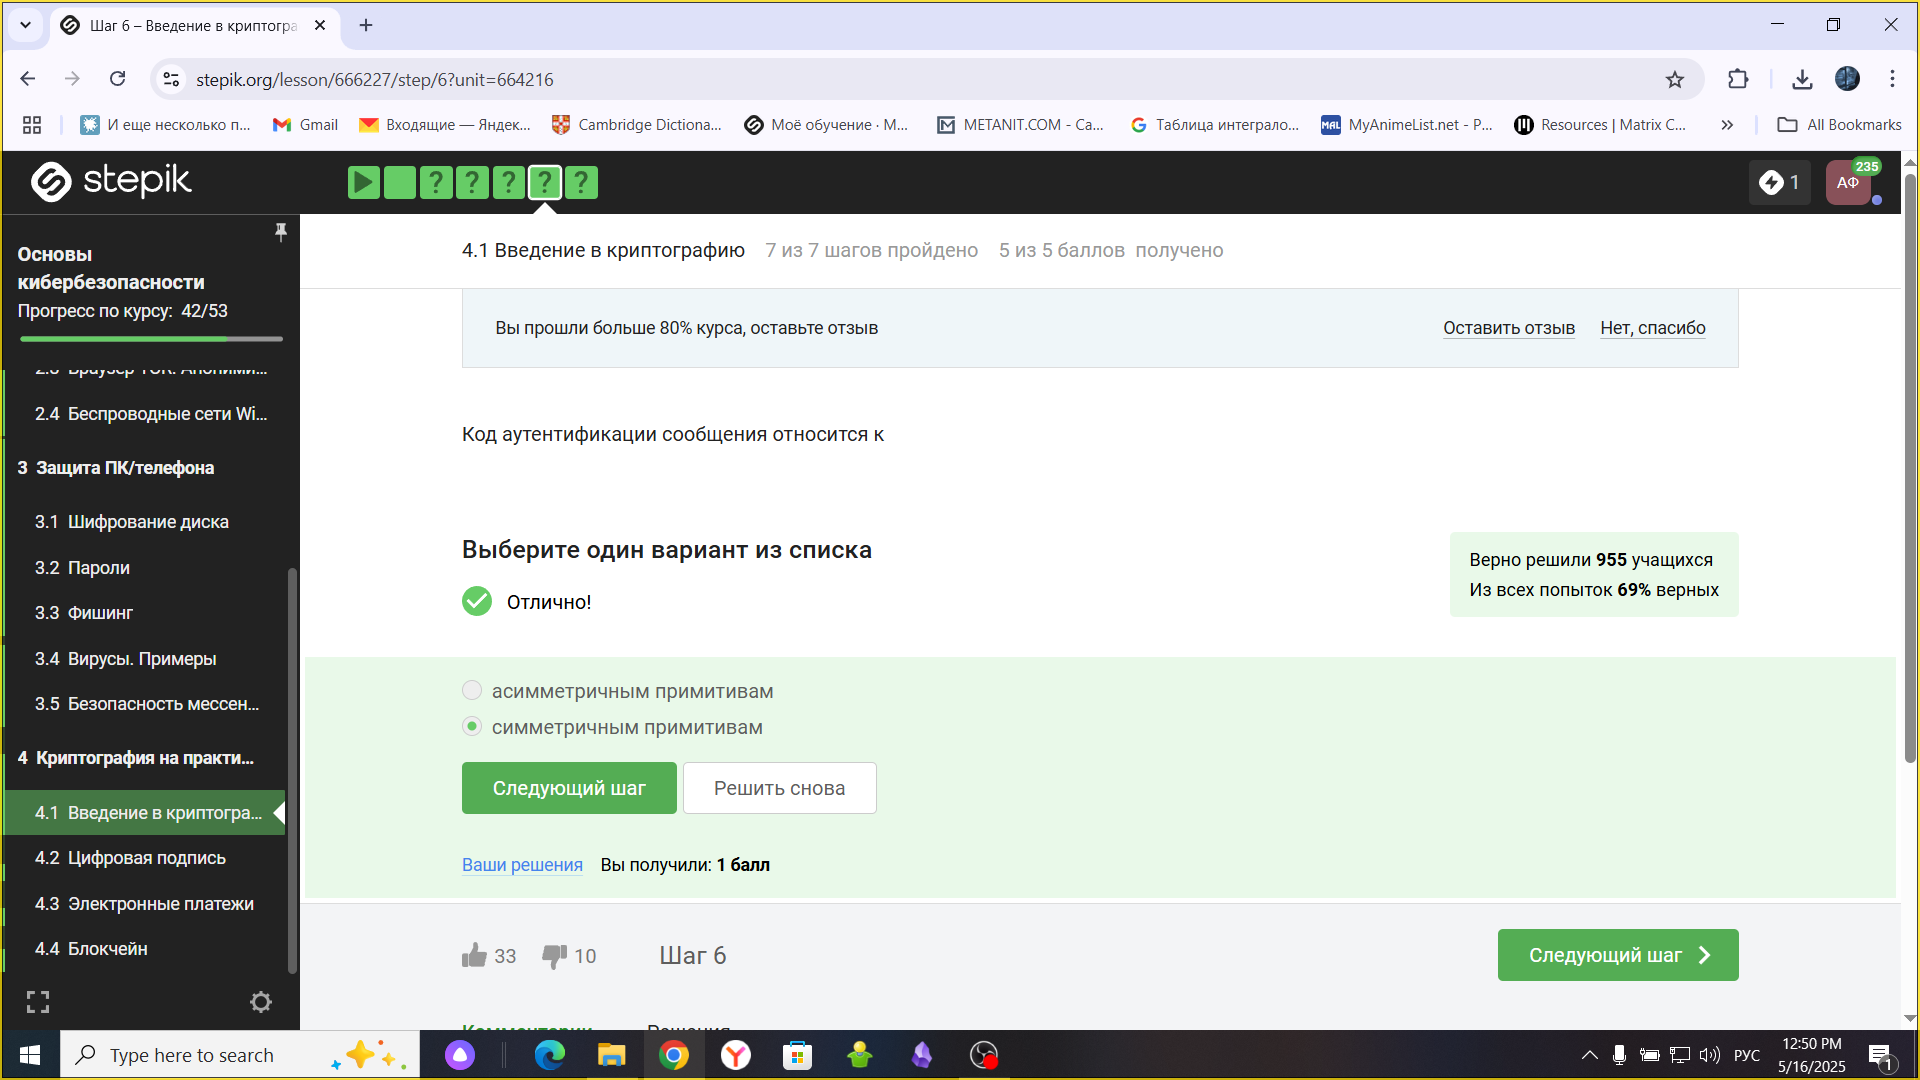 Шаг 6 – Введение в криптогра
stepik.org/lesson/666227/step/6?unit=664216
И еще несколько п...
Gmail
Входящие — Яндек...
Cambridge Dictiona...
Моё обучение · М...
METANIT.COM - Са...
Таблица интеграло...
MAL
MyAnimeList.net - P...
Resources | Matrix C...
All Bookmarks
stepik
?
?
?
?
?
1
АФ
235
Основы
кибербезопасности
Прогресс по курсу: 42/53
2.4 Беспроводные сети Wi...
3 Защита ПК/телефона
3.1 Шифрование диска
3.2 Пароли
3.3 Фишинг
3.4 Вирусы. Примеры
3.5 Безопасность мессен...
4 Криптография на практи...
4.1 Введение в криптогра...
4.2 Цифровая подпись
4.3 Электронные платежи
4.4 Блокчейн
4.1 Введение в криптографию 7 из 7 шагов пройдено 5 из 5 баллов получено
Вы прошли больше 80% курса, оставьте отзыв
Оставить отзыв
Нет, спасибо
Код аутентификации сообщения относится к
Выберите один вариант из списка
Отлично!
Верно решили 955 учащихся
Из всех попыток 69% верных
асимметричным примитивам
симметричным примитивам
Следующий шаг
Решить снова
Ваши решения Вы получили: 1 балл
33
10
Шаг 6
Следующий шаг
Комментарии
Решения
Type here to search
РУС
12:50 PM
5/16/2025
1